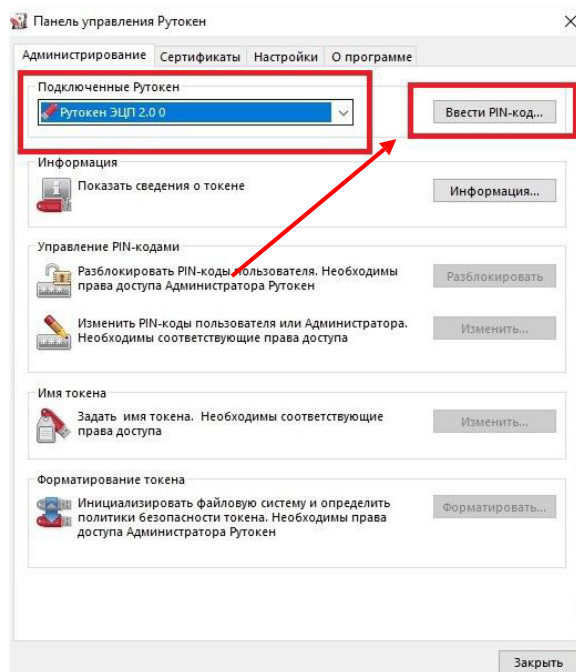 Панель управления Рутокен
Администрирование Сертификаты Настройки О программе
Подключенные Рутокен
Рутокен ЭЦП 2.0 0
Ввести PIN-код...
Информация
Показать сведения о токене
Информация...
Управление PIN-кодами
Разблокировать PIN-коды пользователя. Необходимы
права доступа Администратора Рутокен
Разблокировать
Изменить PIN-коды пользователя или Администратора.
Необходимы соответствующие права доступа
Изменить...
Имя токена
Задать имя токена. Необходимы соответствующие
права доступа
Изменить...
Форматирование токена
Инициализировать файловую систему и определить
политики безопасности токена. Необходимы права
доступа Администратора Рутокен
Форматировать...
Закрыть